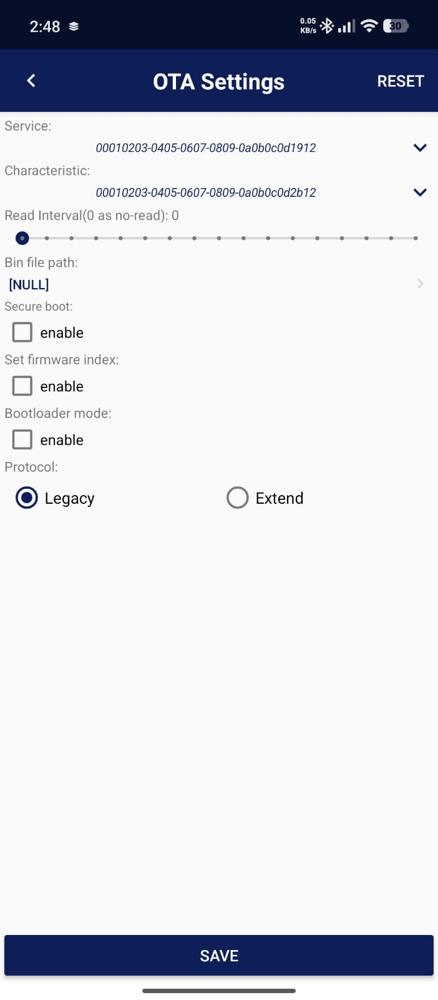 2:48
0.05
KB/s
30
OTA Settings
RESET
Service:
00010203-0405-0607-0809-0a0b0c0d1912
Characteristic:
00010203-0405-0607-0809-0a0b0c0d2b12
Read Interval(0 as no-read): 0
Bin file path:
[NULL]
Secure boot:
enable
Set firmware index:
enable
Bootloader mode:
enable
Protocol:
Legacy
Extend
SAVE